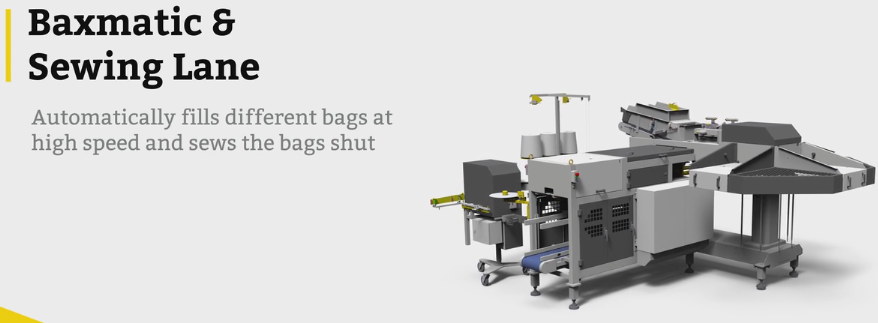 Baxmatic &
Sewing Lane
Automatically fills different bags at
high speed and sews the bags shut